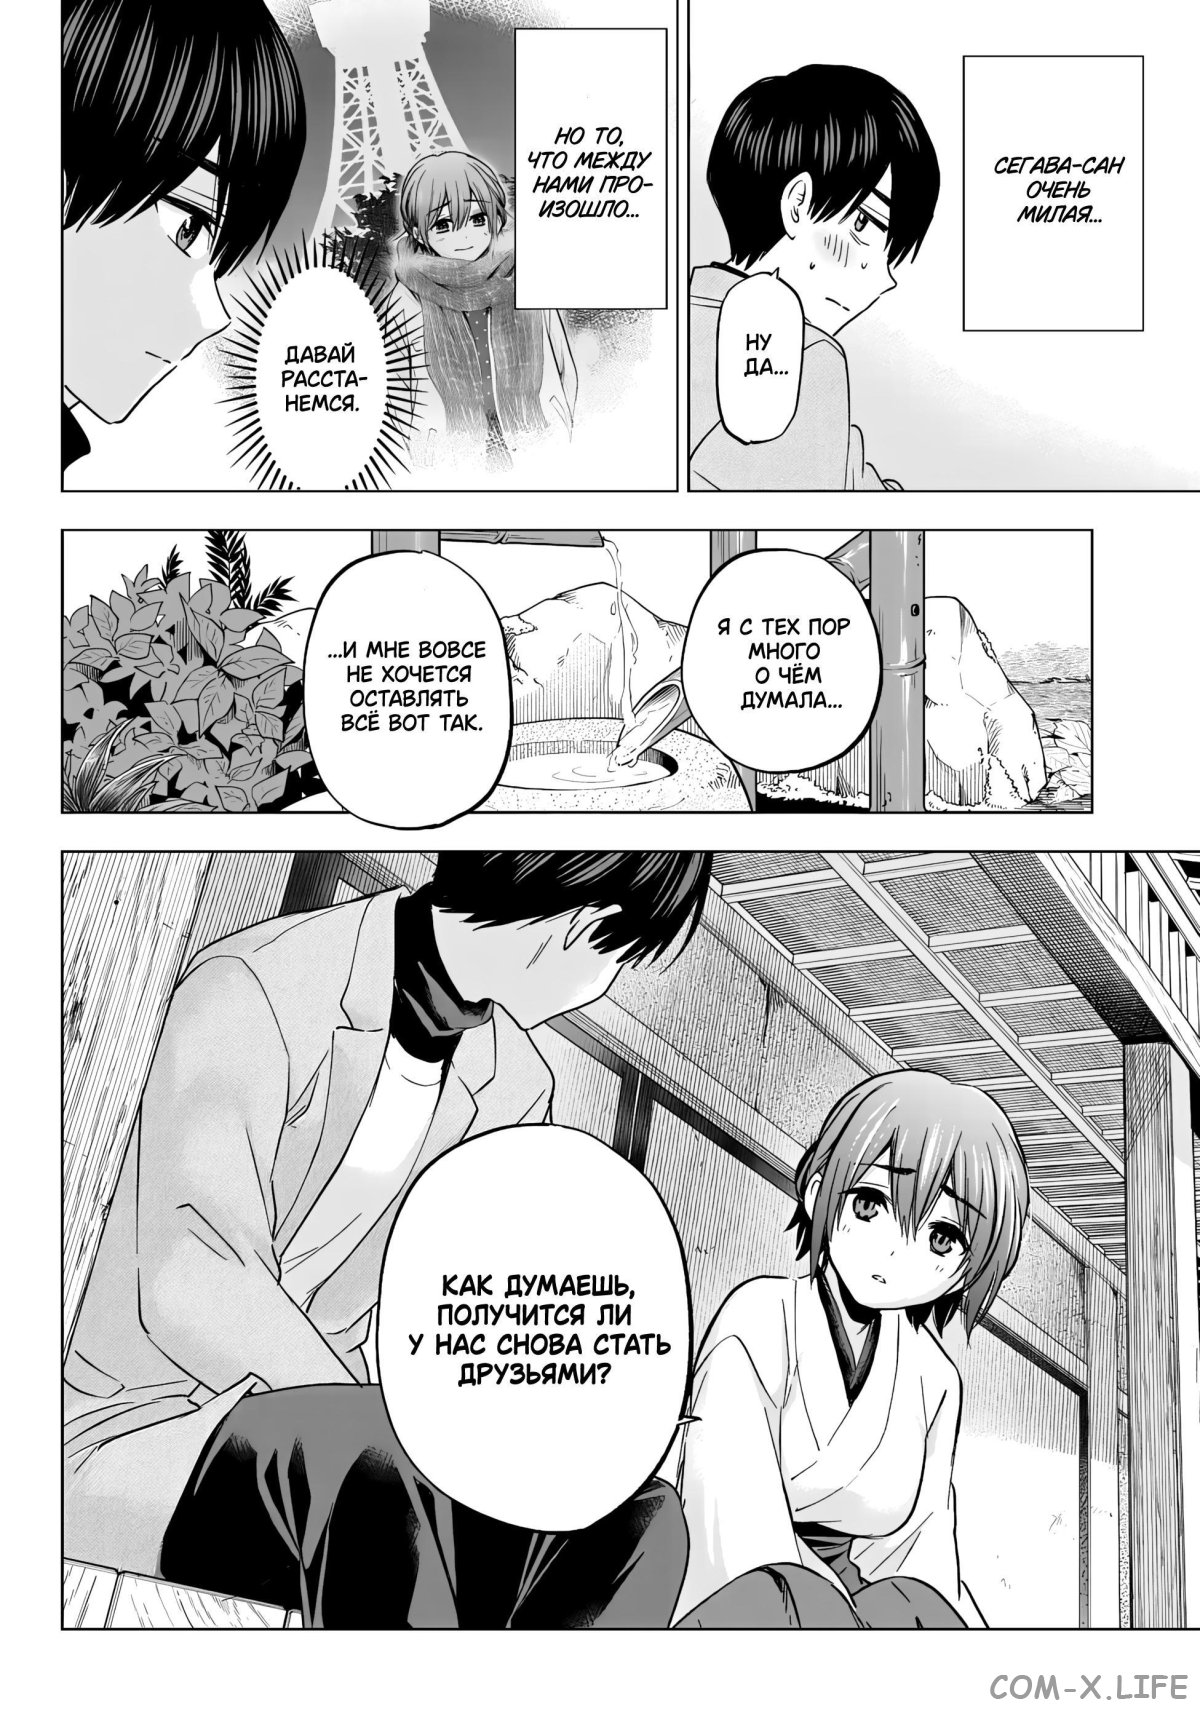 СЕГАВА-САН
ОЧЕНЬ
МИЛАЯ...
НУ
ДА...
НО ТО,
ЧТО МЕЖДУ
НАМИ ПРО-
ИЗОШЛО...
ДАВАЙ
РАССТА-
НЕМСЯ.
Я С ТЕХ ПОР
МНОГО
О ЧЁМ
ДУМАЛА...
...И МНЕ ВОВСЕ
НЕ ХОЧЕТСЯ
ОСТАВЛЯТЬ
ВСЁ ВОТ ТАК.
КАК ДУМАЕШЬ,
ПОЛУЧИТСЯ ЛИ
У НАС СНОВА СТАТЬ
ДРУЗЬЯМИ?
COM-X.LIFE